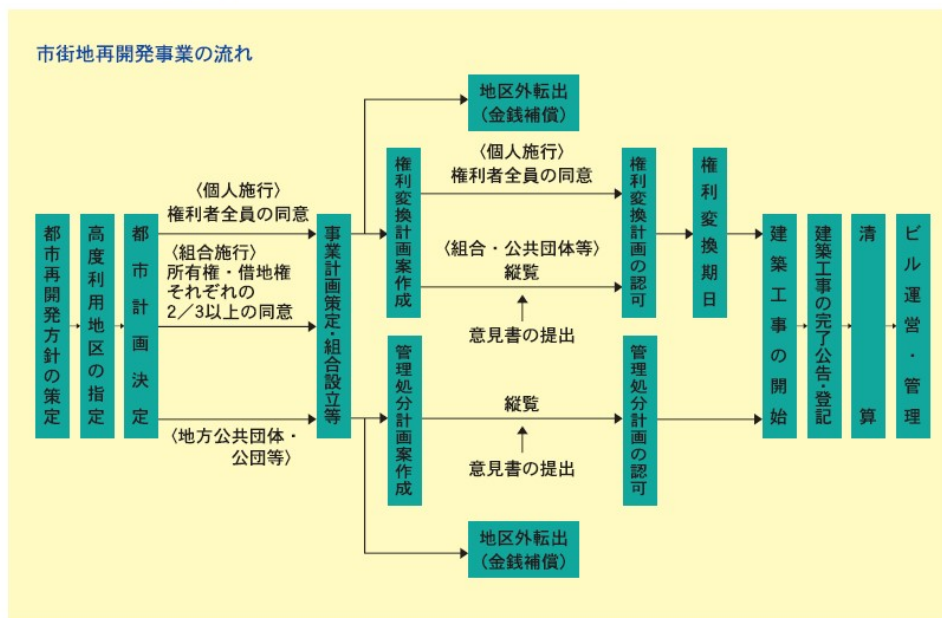 市街地再開発事業の流れ
都市再開発方針の策定
高度利用地区の指定
都市計画決定
〈個人施行〉
権利者全員の同意
〈組合施行〉
所有権・借地権
それぞれの
2／3以上の同意
〈地方公共団体・
公団等〉
事業計画策定・組合設立等
地区外転出
（金銭補償）
権利変換計画案作成
〈個人施行〉
権利者全員の同意
〈組合・公共団体等〉
縦覧
意見書の提出
権利変換計画の認可
権利変換期日
管理処分計画案作成
縦覧
意見書の提出
管理処分計画の認可
地区外転出
（金銭補償）
建築工事の開始
建築工事の完了公告・登記
清算
ビル運営・管理